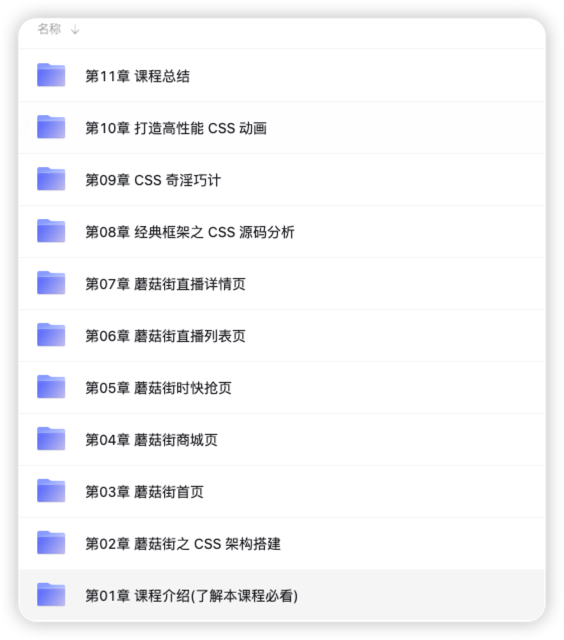 名称 ↓
第11章 课程总结
第10章 打造高性能 CSS 动画
第09章 CSS 奇淫巧计
第08章 经典框架之 CSS 源码分析
第07章 蘑菇街直播详情页
第06章 蘑菇街直播列表页
第05章 蘑菇街时快抢页
第04章 蘑菇街商城页
第03章 蘑菇街首页
第02章 蘑菇街之 CSS 架构搭建
第01章 课程介绍(了解本课程必看)